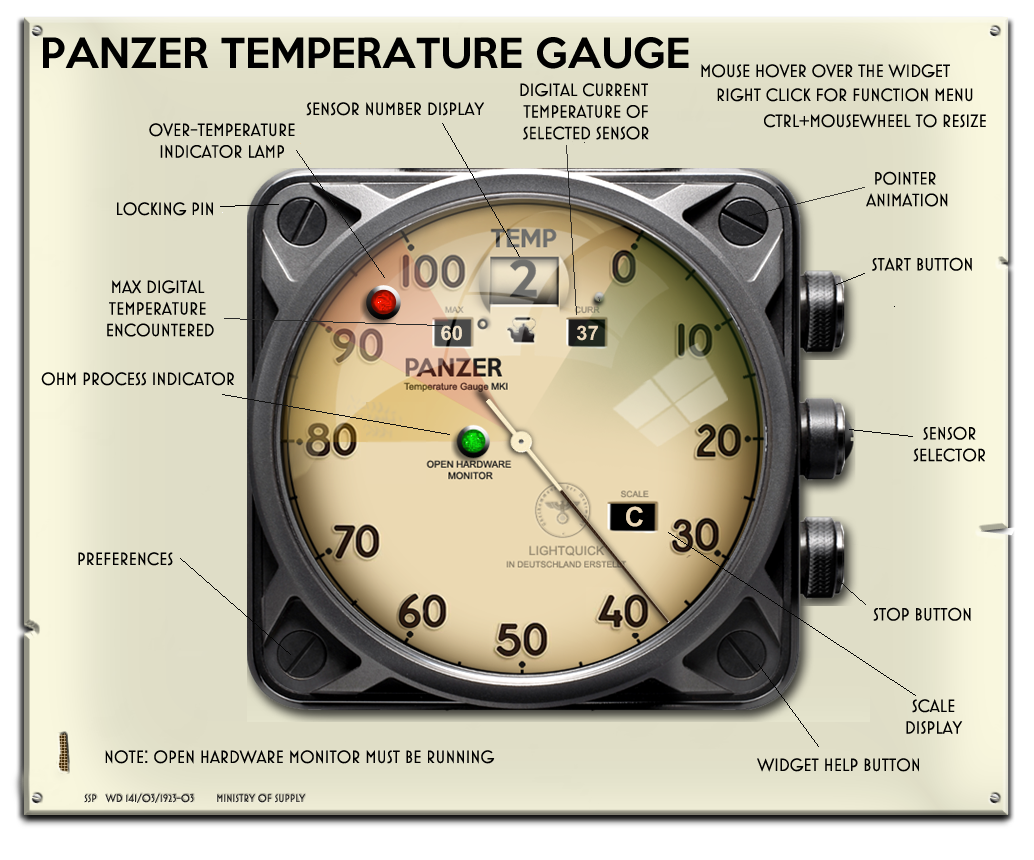 PANZER TEMPERATURE GAUGE
MOUSE HOVER OVER THE WIDGET
RIGHT CLICK FOR FUNCTION MENU
CTRL+MOUSEWHEEL TO RESIZE
SENSOR NUMBER DISPLAY
DIGITAL CURRENT
TEMPERATURE OF
SELECTED SENSOR
OVER-TEMPERATURE
INDICATOR LAMP
LOCKING PIN
POINTER
ANIMATION
START BUTTON
MAX DIGITAL
TEMPERATURE
ENCOUNTERED
OHM PROCESS INDICATOR
SENSOR
SELECTOR
PREFERENCES
STOP BUTTON
SCALE
DISPLAY
WIDGET HELP BUTTON
TEMP
2
100
0
MAX
CURR
60 °
37
90
10
PANZER
Temperature Gauge MKI
80
20
OPEN HARDWARE
MONITOR
SCALE
C
70
30
LIGHTQUICK
IN DEUTSCHLAND ERSTELLT
60
40
50
NOTE: OPEN HARDWARE MONITOR MUST BE RUNNING
SSP WD 141/03/1923-03 MINISTRY OF SUPPLY